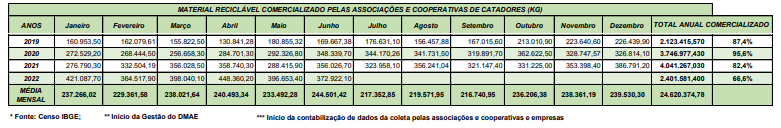 MATERIAL RECICLÁVEL COMERCIALIZADO PELAS ASSOCIAÇÕES E COOPERATIVAS DE CATADORES (KG)
ANOS Janeiro Fevereiro Março Abril Maio Junho Julho Agosto Setembro Outubro Novembro Dezembro TOTAL ANUAL COMERCIALIZADO
2019 160.953,50 162.079,61 155.822,50 130.841,28 180.855,32 169.667,38 176.631,10 156.457,88 167.015,60 213.010,90 223.640,60 226.439,90 2.123.415,570 87,4%
2020 272.529,20 268.444,50 256.658,30 284.701,30 292.326,80 348.339,70 344.170,26 341.731,50 319.891,70 362.622,50 328.747,57 326.814,10 3.746.977,430 95,6%
2021 276.790,30 332.504,19 356.028,80 358.740,30 288.415,90 356.026,70 323.958,10 356.241,04 321.147,40 331.225,00 353.398,40 386.791,20 4.041.267,030 82,4%
2022 421.087,70 364.517,90 398.040,10 448.360,20 396.653,40 372.922,10 2.401.581,400 66,6%
MÉDIA MENSAL 237.266,02 229.361,58 238.021,64 240.493,34 233.492,28 244.501,42 217.352,85 219.571,95 216.740,95 236.206,38 238.361,19 239.530,30 24.620.374,78
* Fonte: Censo IBGE; ** Início da Gestão do DMAE *** Início da contabilização de dados da coleta pelas associações e cooperativas e empresas